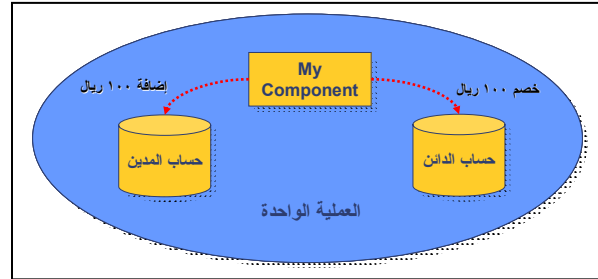 My
Component
إضافة ١٠٠ ريال
خصم ١٠٠ ريال
حساب المدين
حساب الدائن
العملية الواحدة